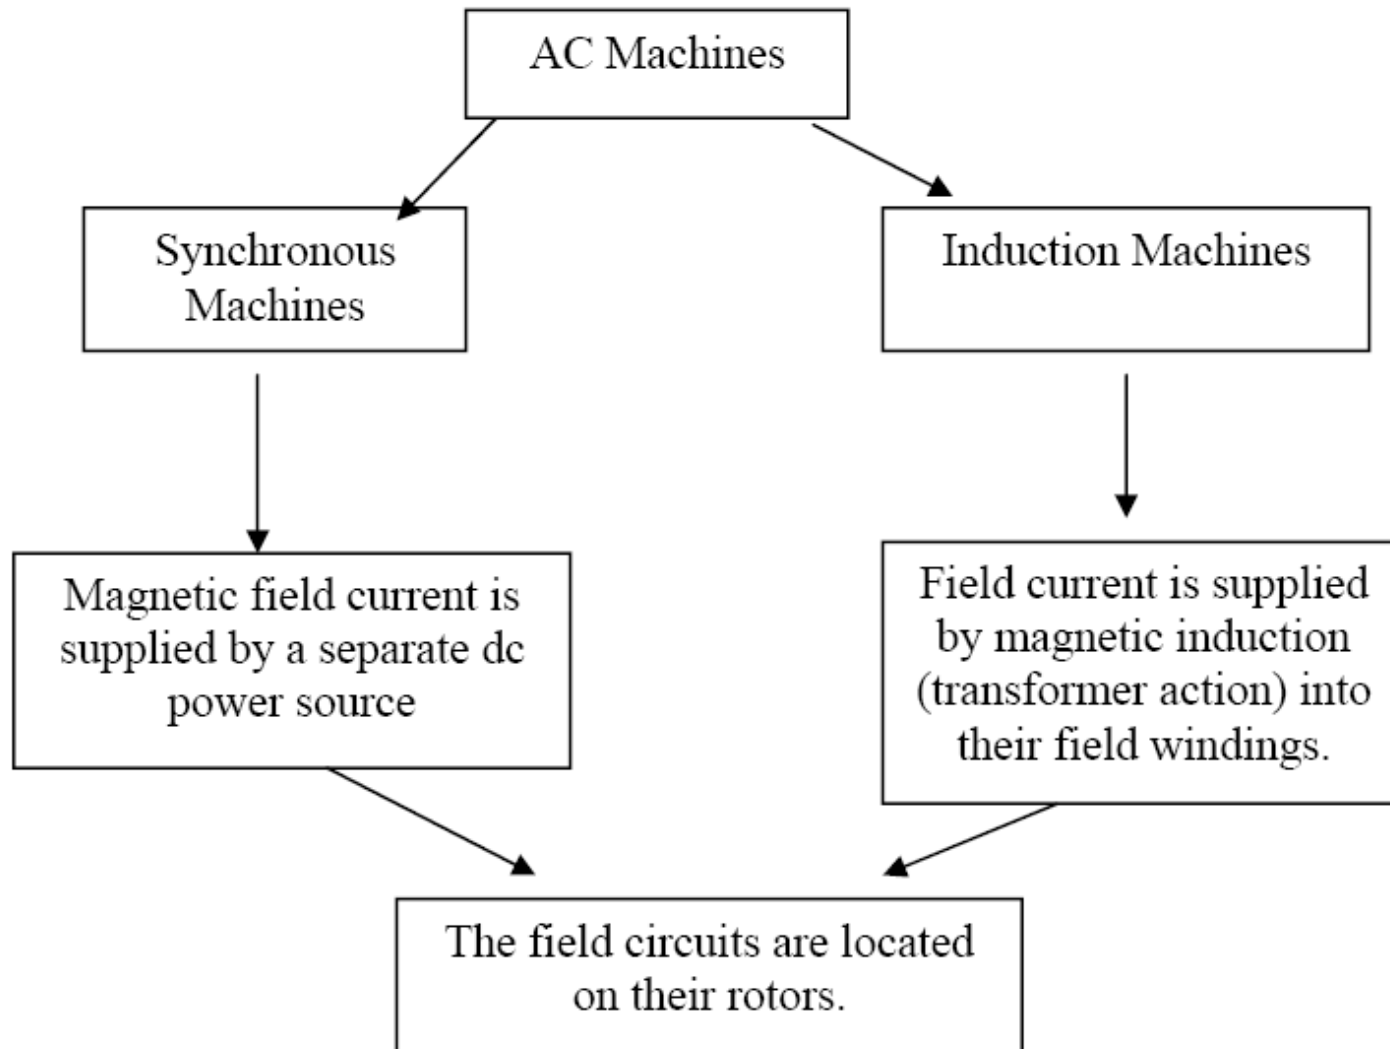 AC Machines
Synchronous
Machines
Induction Machines
Magnetic field current is
supplied by a separate dc
power source
Field current is supplied
by magnetic induction
(transformer action) into
their field windings.
The field circuits are located
on their rotors.